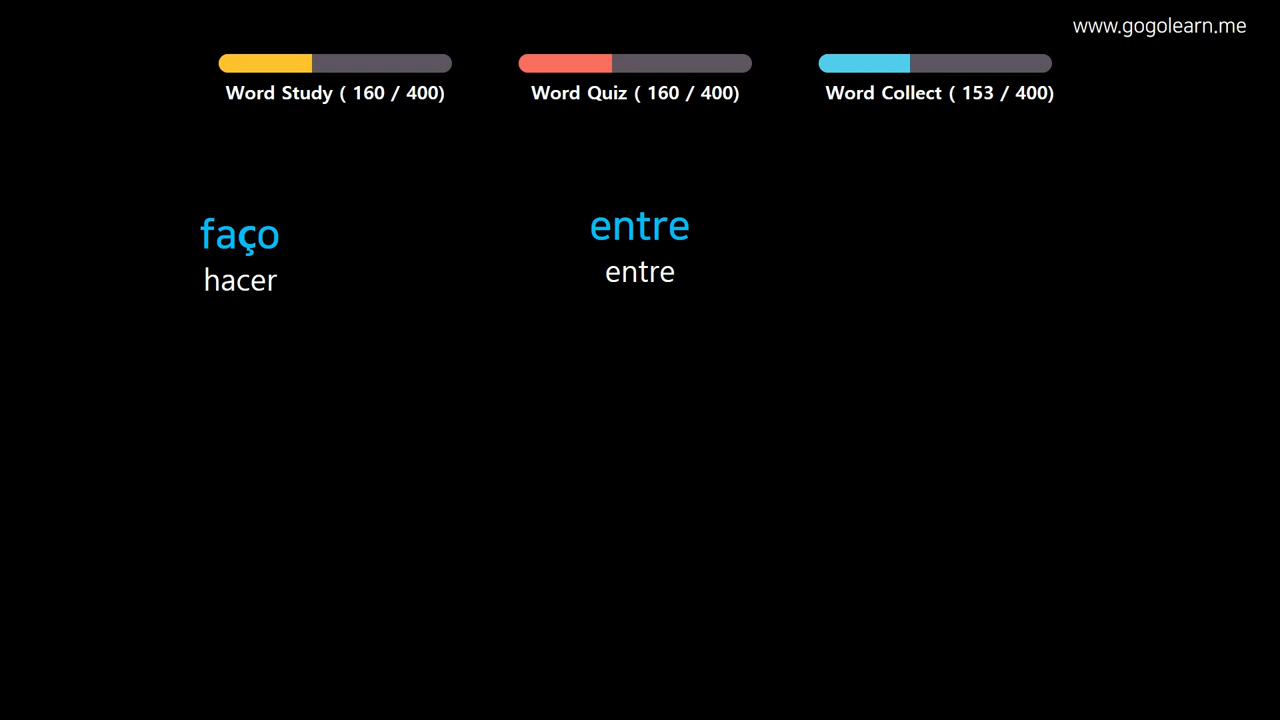 www.gogolearn.me
Word Study ( 160 / 400)
Word Quiz ( 160 / 400)
Word Collect ( 153 / 400)
faço
hacer
entre
entre